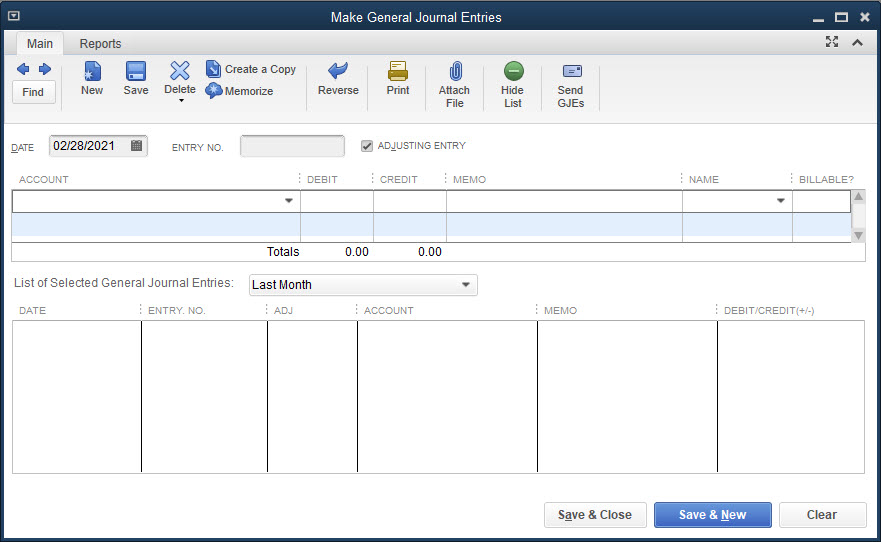 Make General Journal Entries
Main Reports
Find
New
Save
Delete
Create a Copy
Memorize
Reverse
Print
Attach
File
Hide
List
Send
GJEs
DATE 02/28/2021 ENTRY NO. ADJUSTING ENTRY
ACCOUNT DEBIT CREDIT MEMO NAME BILLABLE?
Totals 0.00 0.00
List of Selected General Journal Entries: Last Month
DATE ENTRY. NO. ADJ ACCOUNT MEMO DEBIT/CREDIT(+/-)
Save & Close Save & New Clear